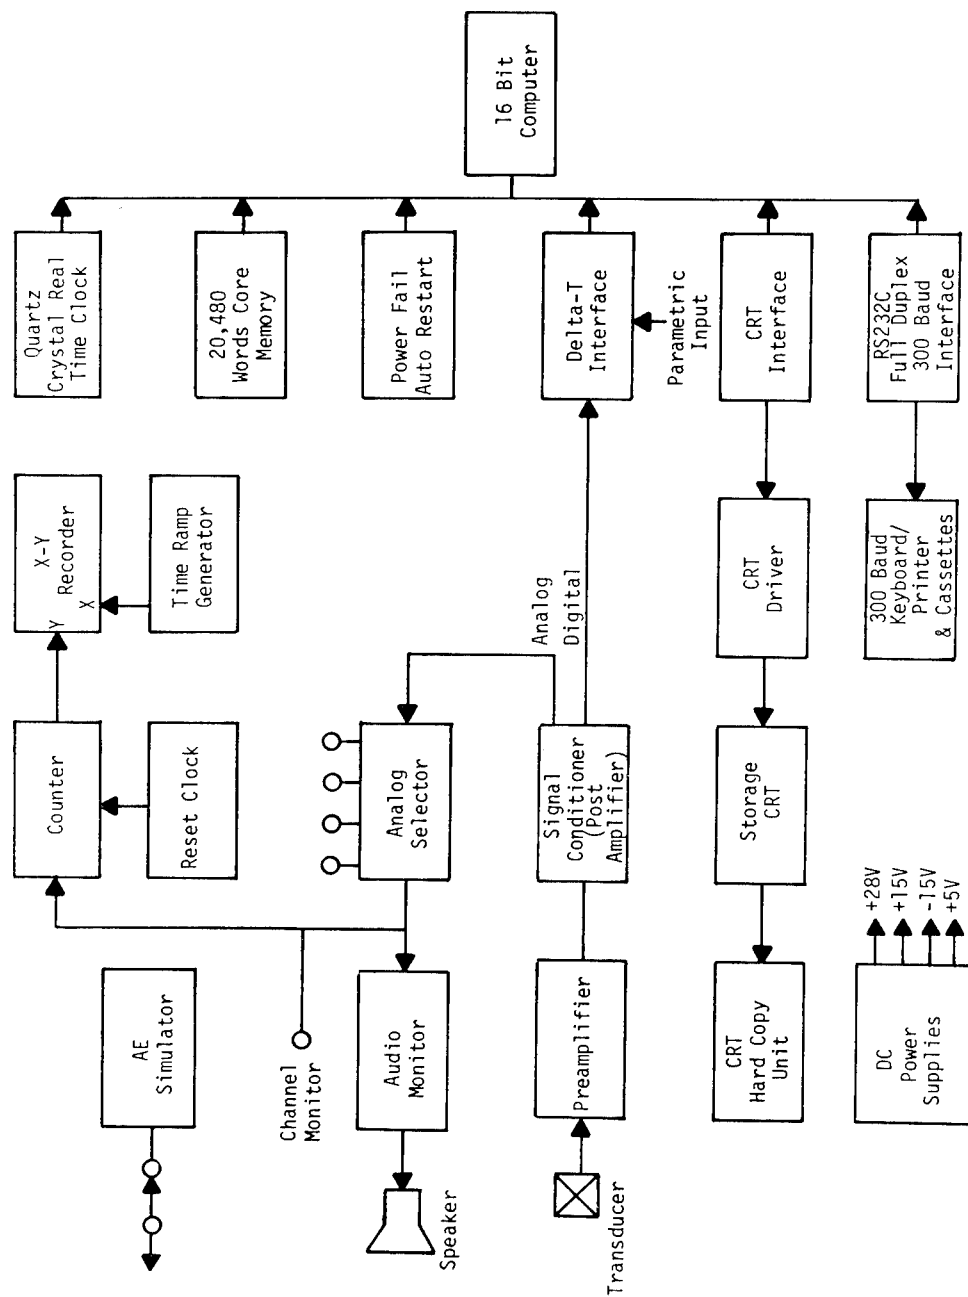 AE
Simulator
Counter
X-Y
Recorder
Y
X
Quartz
Crystal Real
Time Clock
Reset Clock
Time Ramp
Generator
20,480
Words Core
Memory
16 Bit
Computer
Channel
Monitor
Speaker
Audio
Monitor
Analog
Selector
Power Fail
Auto Restart
Transducer
Preamplifier
Signal
Conditioner
(Post
Amplifier)
Analog
Digital
Delta-T
Interface
Parametric
Input
CRT
Hard Copy
Unit
Storage
CRT
CRT
Driver
CRT
Interface
DC
Power
Supplies
+28V
+15V
-15V
+5V
300 Baud
Keyboard/
Printer
& Cassettes
RS232C
Full Duplex
300 Baud
Interface